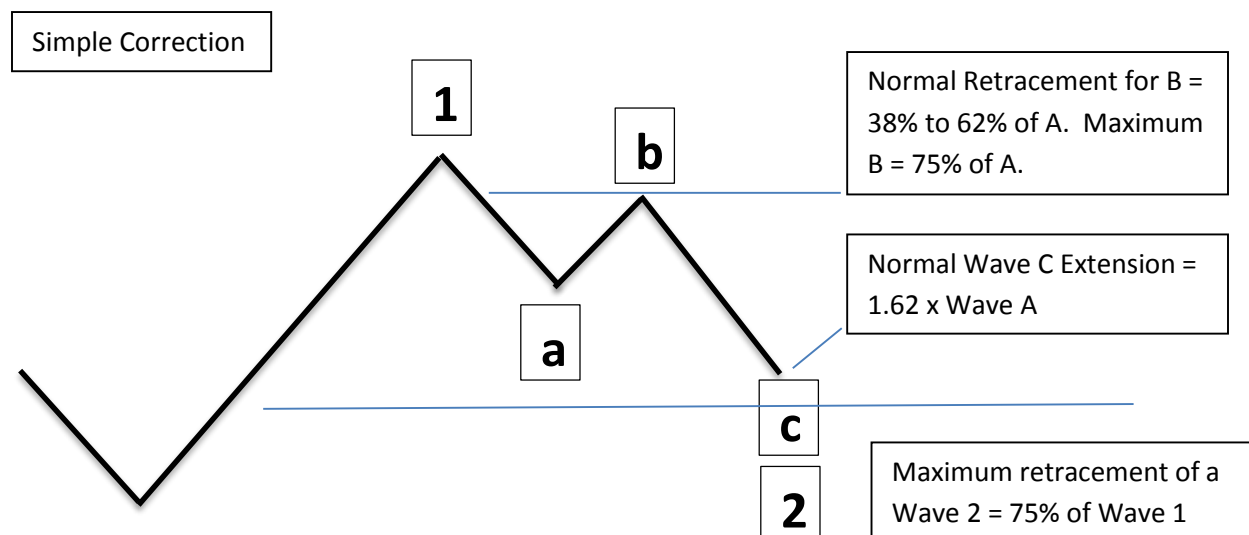 Simple Correction
1
b
Normal Retracement for B =
38% to 62% of A.  Maximum
B = 75% of A.
a
Normal Wave C Extension =
1.62 x Wave A
c
2
Maximum retracement of a
Wave 2 = 75% of Wave 1